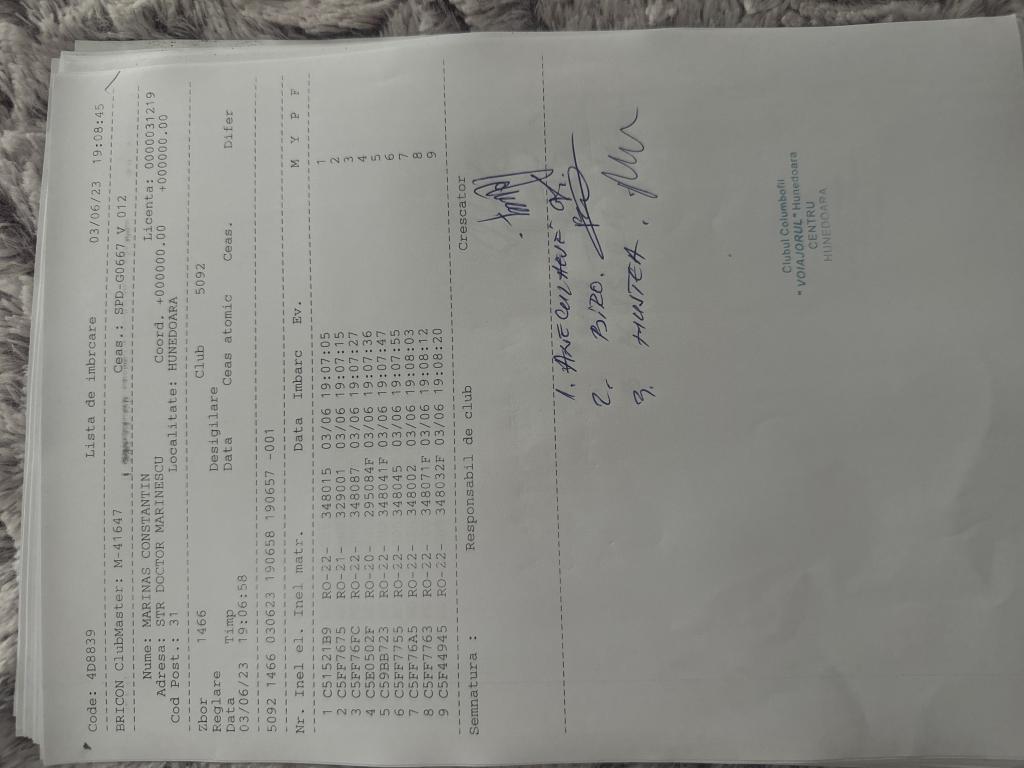 Code: 4D8839 Lista de imbrcare 03/06/23 19:08:45
BRICON ClubMaster: M-41647 Ceas.: SPD-G0667 V 012
Nume: MARINAS CONSTANTIN Licenta: 0000031219
Adresa: STR DOCTOR MARINESCU Coord. +000000.00 +000000.00
Cod Post.: 31 Localitate: HUNEDOARA
Zbor 1466 Club 5092
Reglare Desigilare
Data Timp Data Ceas atomic Ceas. Difer
03/06/23 19:06:58
5092 1466 030623 190658 190657 -001
Nr. Inel el. Inel matr. Data Imbarc Ev. M Y P F
1 C51521B9 RO-22- 348015 03/06 19:07:05 1
2 C5FF7675 RO-21- 329001 03/06 19:07:15 2
3 C5FF76FC RO-22- 348087 03/06 19:07:27 3
4 C5E0502F RO-20- 295084F 03/06 19:07:36 4
5 C59BB723 RO-22- 348041F 03/06 19:07:47 5
6 C5FF7755 RO-22- 348045 03/06 19:07:55 6
7 C5FF76A5 RO-22- 348002 03/06 19:08:03 7
8 C5FF7763 RO-22- 348071F 03/06 19:08:12 8
9 C5F44945 RO-22- 348032F 03/06 19:08:20 9
Semnatura : Responsabil de club Crescator
1.
2. BIRO.
3. HUNTER.
Clubul Columbofil
"VOIAJORUL" Hunedoara
CENTRU
HUNEDOARA